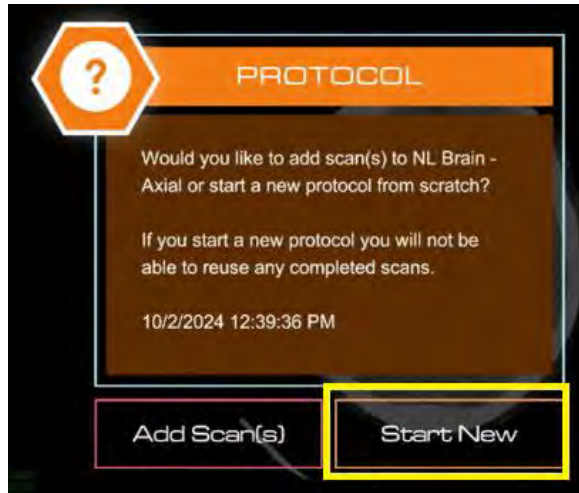 ?
PROTOCOL
Would you like to add scan(s) to NL Brain -
Axial or start a new protocol from scratch?
If you start a new protocol you will not be
able to reuse any completed scans.
10/2/2024 12:39:36 PM
Add Scan(s)
Start New